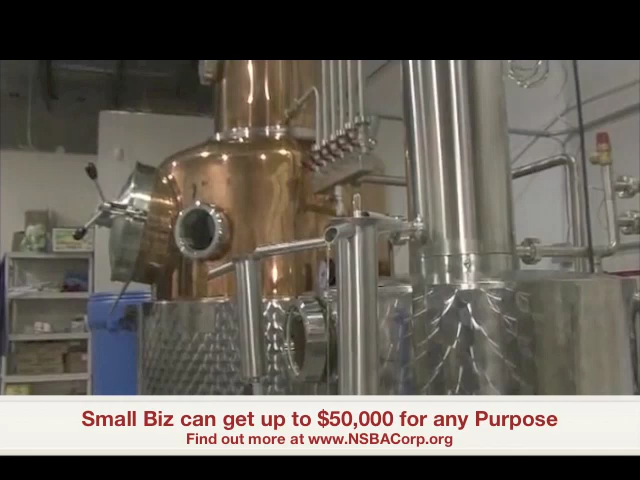 Small Biz can get up to $50,000 for any Purpose
Find out more at www.NSBACorp.org